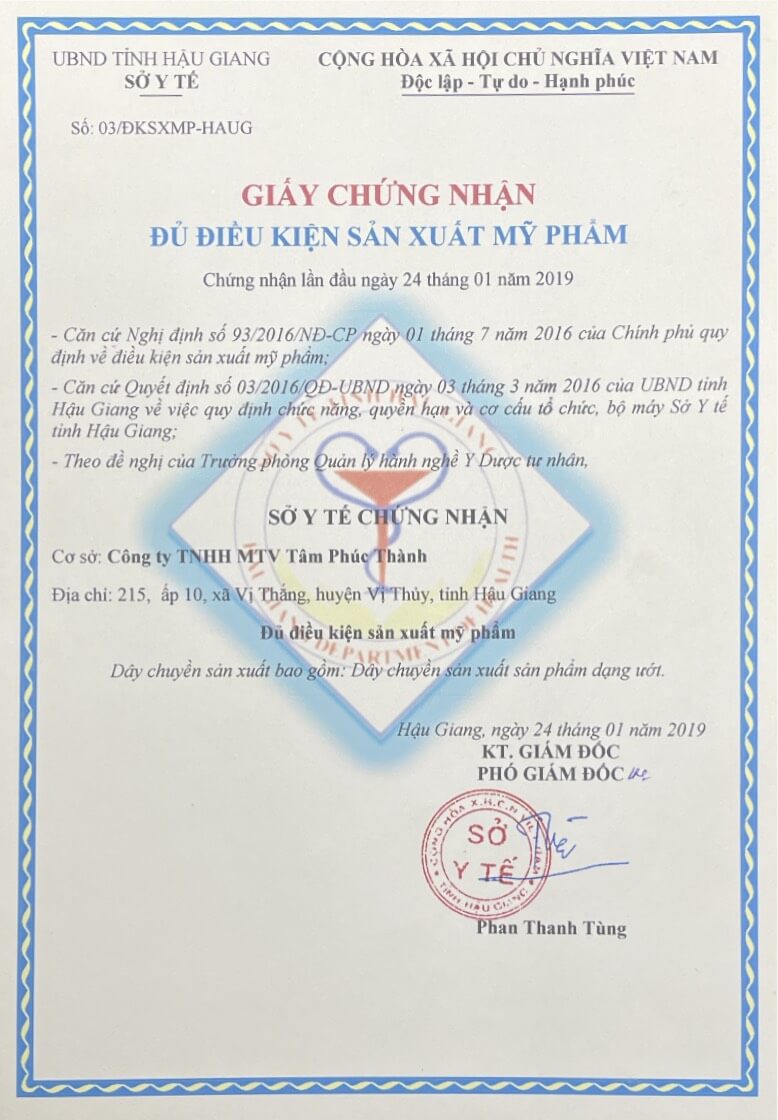 UBND TỈNH HẬU GIANG
SỞ Y TẾ
CỘNG HÒA XÃ HỘI CHỦ NGHĨA VIỆT NAM
Độc lập - Tự do - Hạnh phúc
Số: 03/ĐKSXMP-HAUG
GIẤY CHỨNG NHẬN
ĐỦ ĐIỀU KIỆN SẢN XUẤT MỸ PHẨM
Chứng nhận lần đầu ngày 24 tháng 01 năm 2019
- Căn cứ Nghị định số 93/2016/NĐ-CP ngày 01 tháng 7 năm 2016 của Chính phủ quy
định về điều kiện sản xuất mỹ phẩm;
- Căn cứ Quyết định số 03/2016/QĐ-UBND ngày 03 tháng 3 năm 2016 của UBND tỉnh
Hậu Giang về việc quy định chức năng, quyền hạn và cơ cấu tổ chức, bộ máy Sở Y tế
tỉnh Hậu Giang;
- Theo đề nghị của Trưởng phòng Quản lý hành nghề Y Dược tư nhân,
SỞ Y TẾ TỈNH HẬU GIANG
HAU GIANG DEPARTMENT OF HEALTH
SỞ Y TẾ CHỨNG NHẬN
Cơ sở: Công ty TNHH MTV Tâm Phúc Thành
Địa chỉ: 215, ấp 10, xã Vị Thắng, huyện Vị Thủy, tỉnh Hậu Giang
Đủ điều kiện sản xuất mỹ phẩm
Dây chuyền sản xuất bao gồm: Dây chuyền sản xuất sản phẩm dạng ướt.
Hậu Giang, ngày 24 tháng 01 năm 2019
KT. GIÁM ĐỐC
PHÓ GIÁM ĐỐC
CỘNG HÒA X.H.C.N VIỆT NAM
SỞ
Y TẾ
TỈNH HẬU GIANG
Phan Thanh Tùng